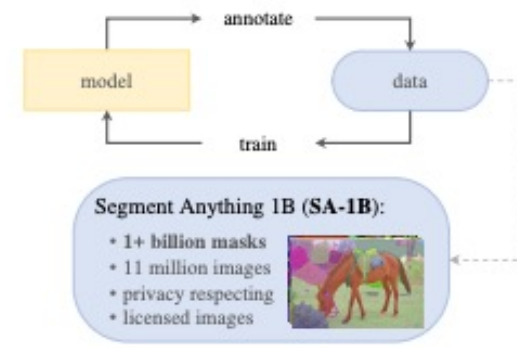 annotate
model
data
train
Segment Anything 1B (SA-1B):
• 1+ billion masks
• 11 million images
• privacy respecting
• licensed images